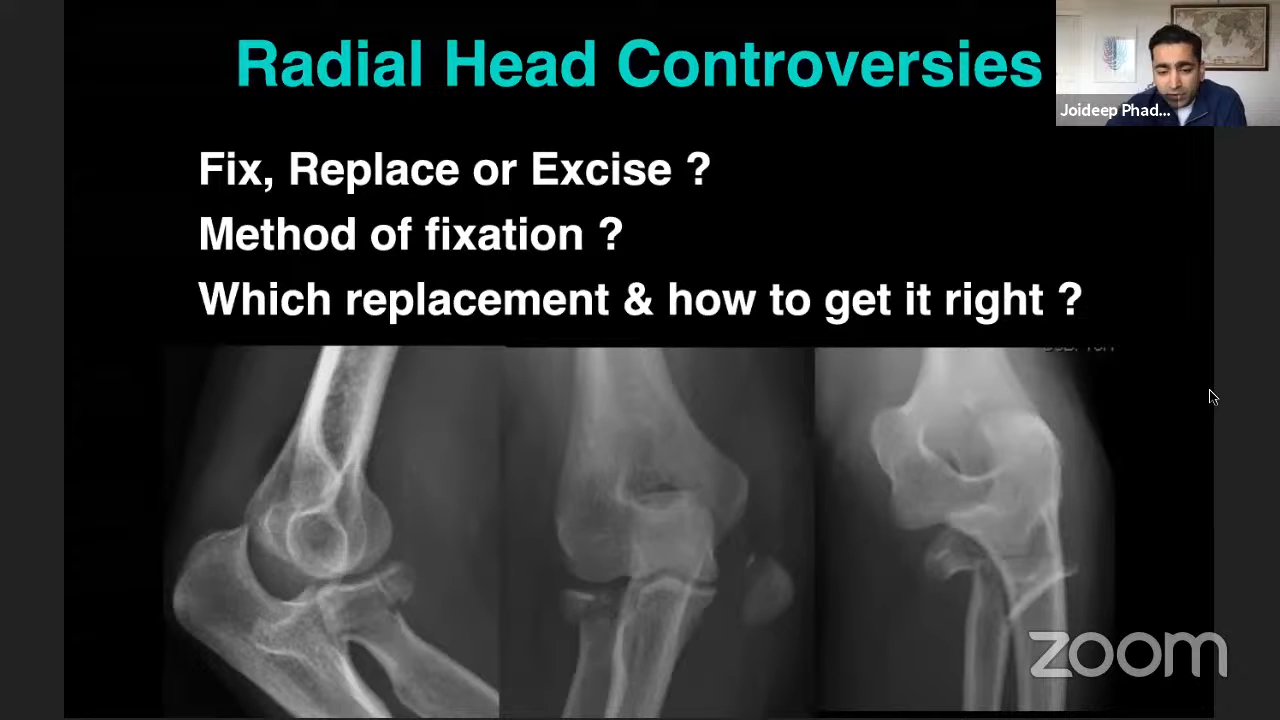 Radial Head Controversies
Joideep Phad...
Fix, Replace or Excise ?
Method of fixation ?
Which replacement & how to get it right ?
zoom